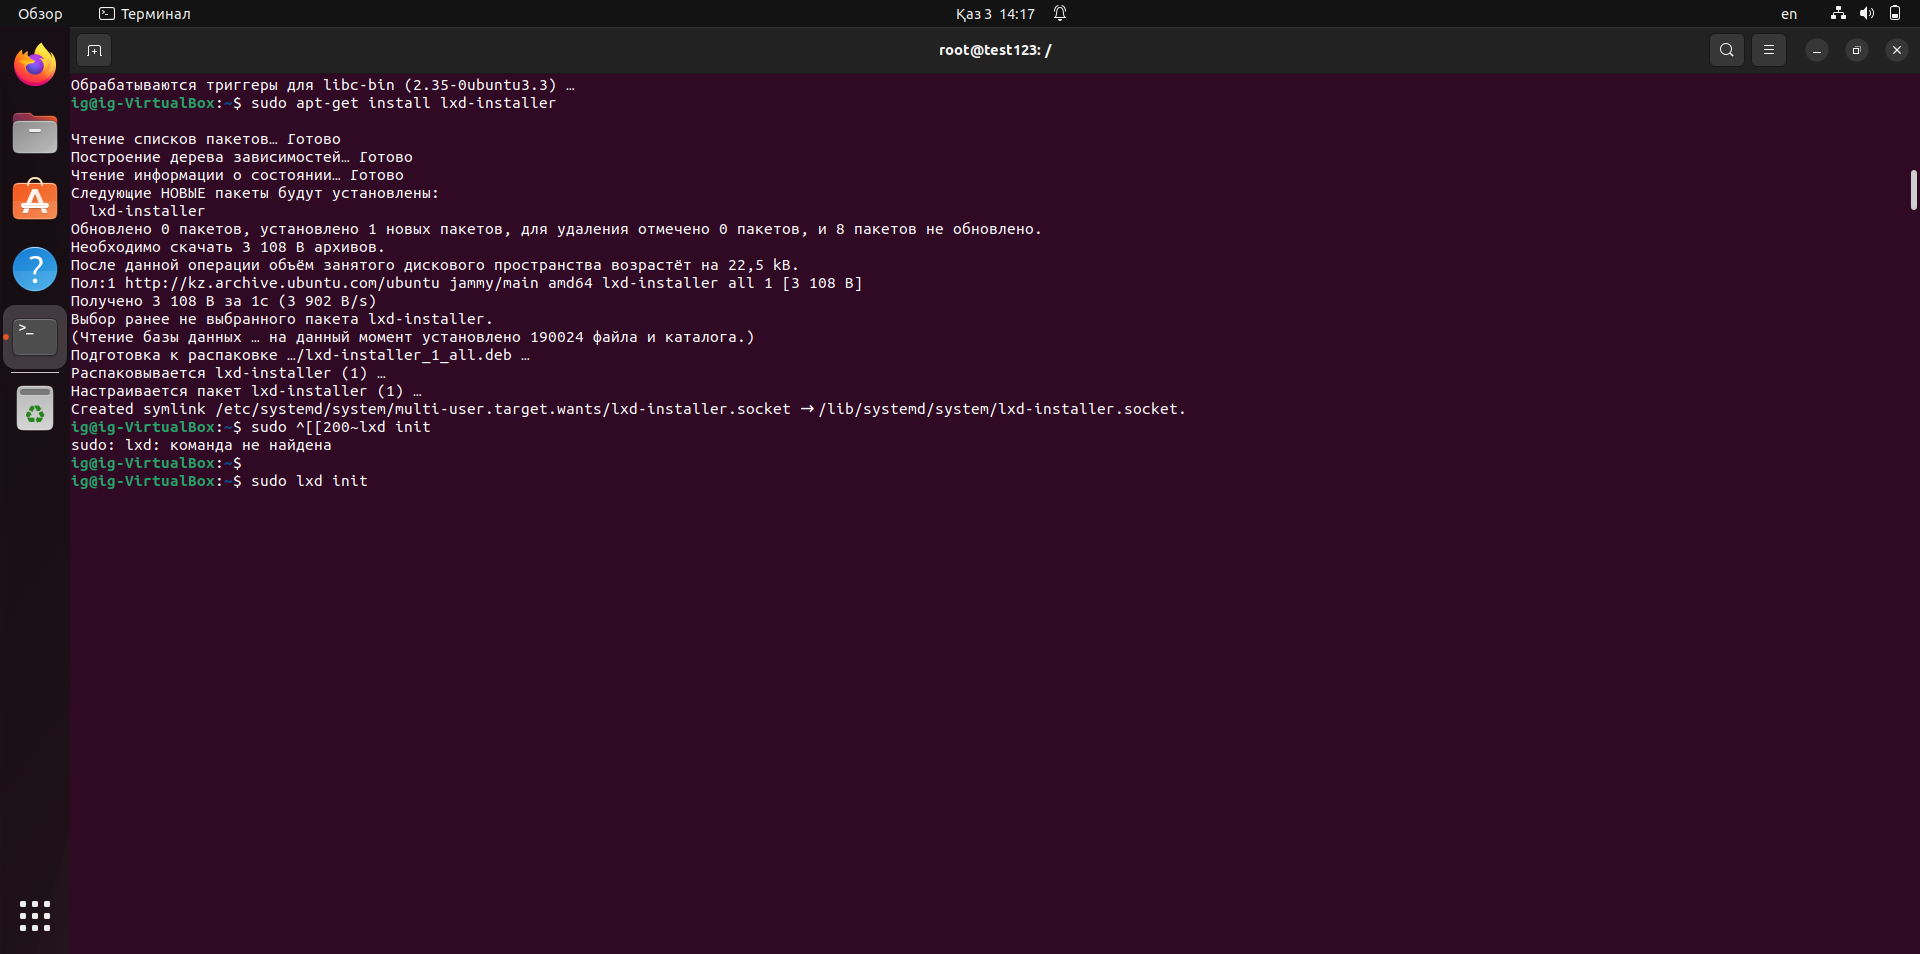 Обзор Терминал Қаз 3 14:17 en
root@test123: /
Обрабатываются триггеры для libc-bin (2.35-0ubuntu3.3) …
ig@ig-VirtualBox:~$ sudo apt-get install lxd-installer
Чтение списков пакетов… Готово
Построение дерева зависимостей… Готово
Чтение информации о состоянии… Готово
Следующие НОВЫЕ пакеты будут установлены:
lxd-installer
Обновлено 0 пакетов, установлено 1 новых пакетов, для удаления отмечено 0 пакетов, и 8 пакетов не обновлено.
Необходимо скачать 3 108 B архивов.
После данной операции объём занятого дискового пространства возрастёт на 22,5 kB.
Пол:1 http://kz.archive.ubuntu.com/ubuntu jammy/main amd64 lxd-installer all 1 [3 108 B]
Получено 3 108 B за 1с (3 902 B/s)
Выбор ранее не выбранного пакета lxd-installer.
(Чтение базы данных … на данный момент установлено 190024 файла и каталога.)
Подготовка к распаковке …/lxd-installer_1_all.deb …
Распаковывается lxd-installer (1) …
Настраивается пакет lxd-installer (1) …
Created symlink /etc/systemd/system/multi-user.target.wants/lxd-installer.socket → /lib/systemd/system/lxd-installer.socket.
ig@ig-VirtualBox:~$ sudo ^[[200~lxd init
sudo: lxd: команда не найдена
ig@ig-VirtualBox:~$
ig@ig-VirtualBox:~$ sudo lxd init